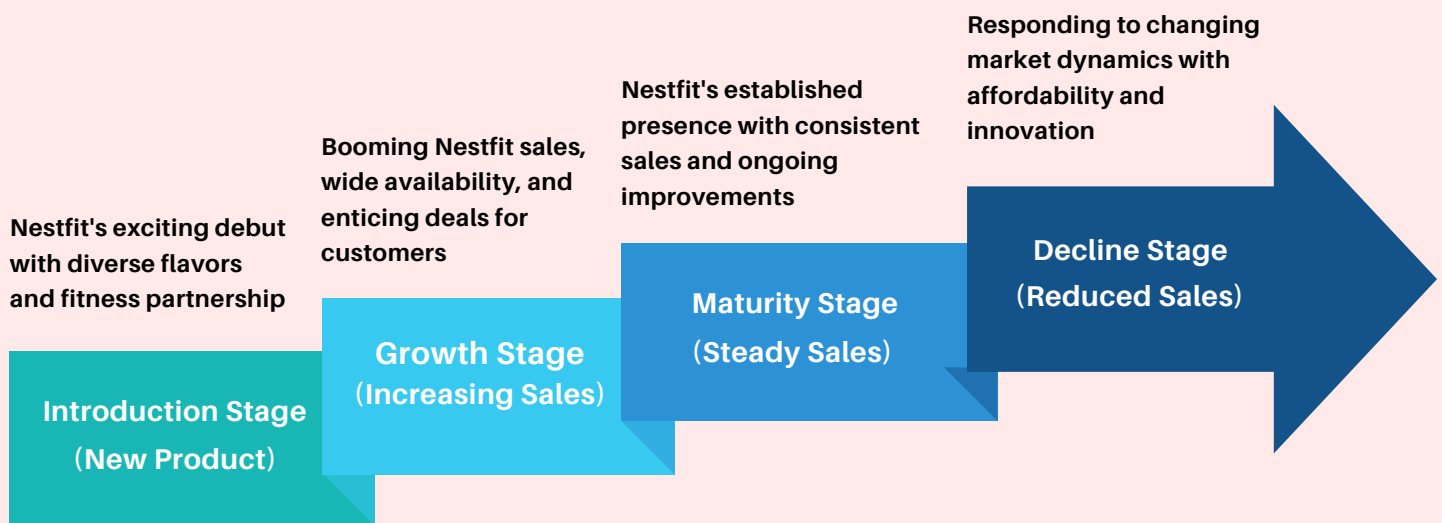 Nestfit's exciting debut
with diverse flavors
and fitness partnership
Introduction Stage
(New Product)
Booming Nestfit sales,
wide availability, and
enticing deals for
customers
Growth Stage
(Increasing Sales)
Nestfit's established
presence with consistent
sales and ongoing
improvements
Maturity Stage
(Steady Sales)
Responding to changing
market dynamics with
affordability and
innovation
Decline Stage
(Reduced Sales)